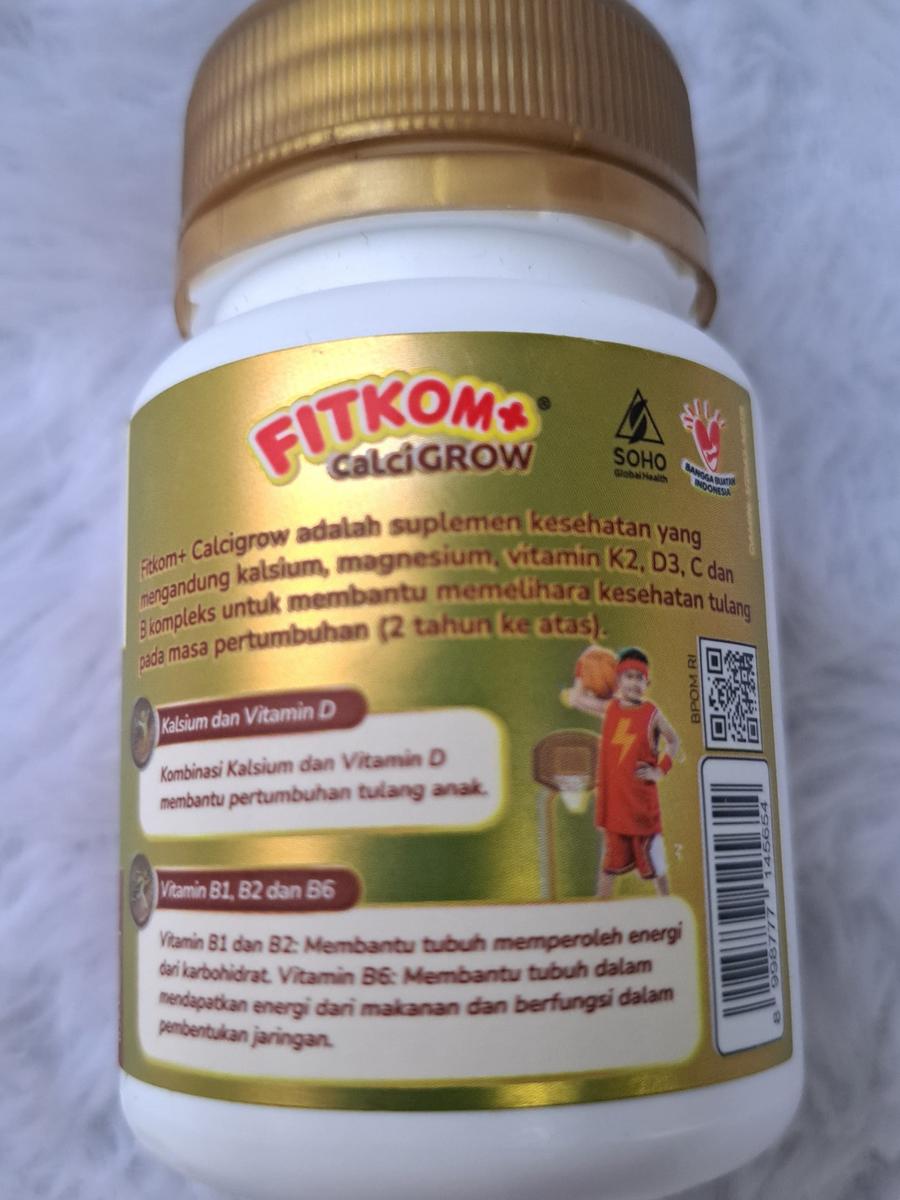 FITKOM+®
CalciGROW
SOHO
Global Health
BANGGA BUATAN
INDONESIA
Fitkom+ Calcigrow adalah suplemen kesehatan yang
mengandung kalsium, magnesium, vitamin K2, D3, C dan
B kompleks untuk membantu memelihara kesehatan tulang
pada masa pertumbuhan (2 tahun ke atas).
BPOM RI
Kalsium dan Vitamin D
Kombinasi Kalsium dan Vitamin D
membantu pertumbuhan tulang anak.
Vitamin B1, B2 dan B6
Vitamin B1 dan B2: Membantu tubuh memperoleh energi
dari karbohidrat. Vitamin B6: Membantu tubuh dalam
mendapatkan energi dari makanan dan berfungsi dalam
pembentukan jaringan.
8 998777 145654